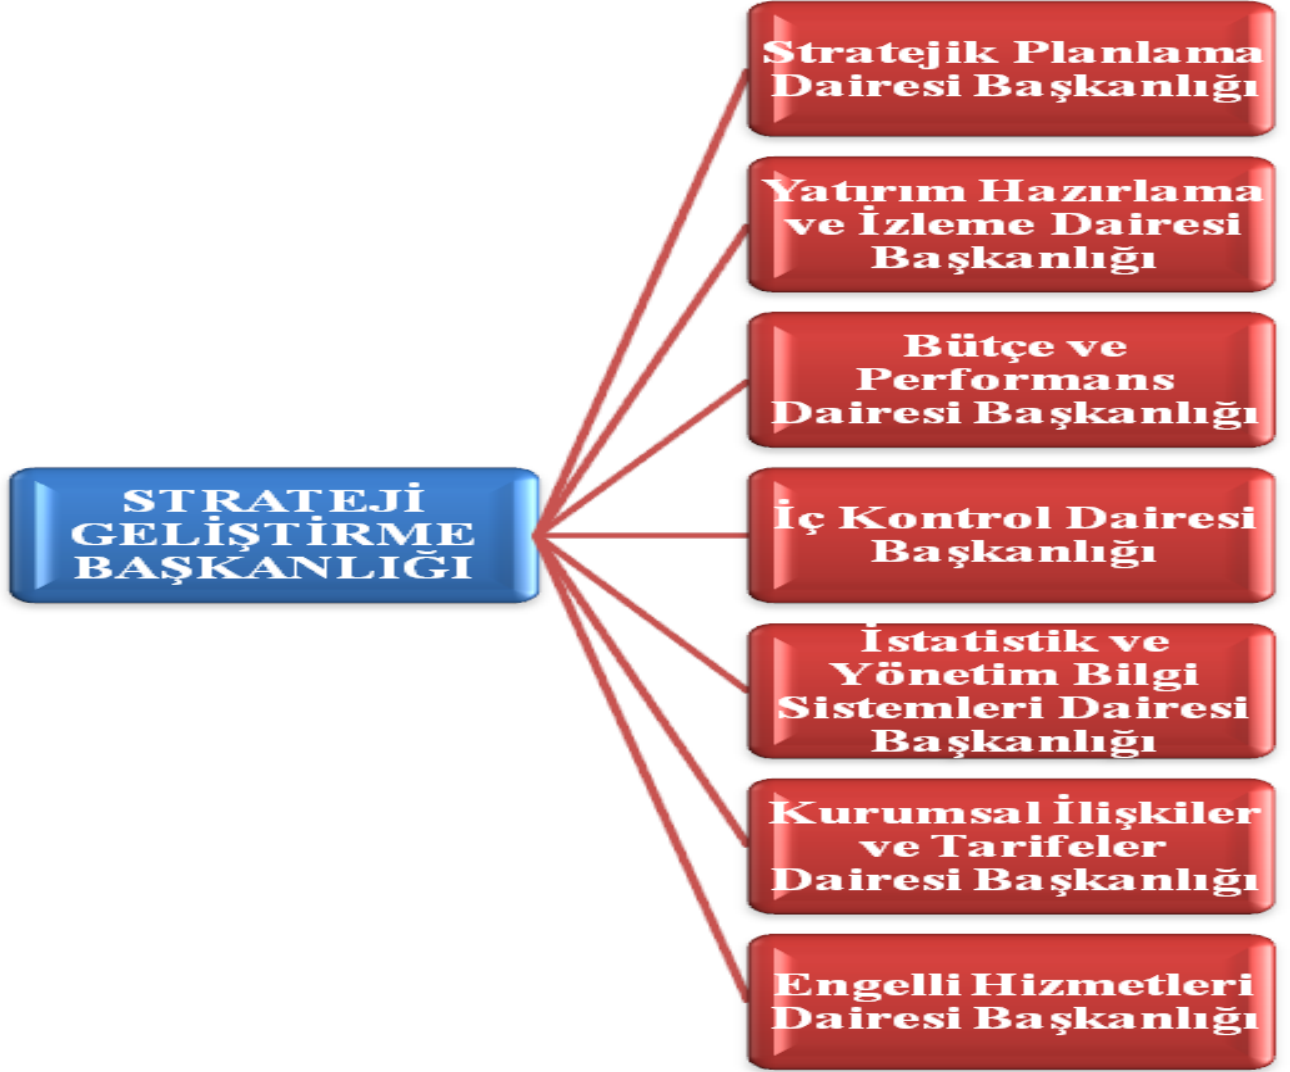 STRATEJİ
GELİŞTİRME
BAŞKANLIĞI
Stratejik Planlama
Dairesi Başkanlığı
Yatırım Hazırlama
ve İzleme Dairesi
Başkanlığı
Bütçe ve
Performans
Dairesi Başkanlığı
İç Kontrol Dairesi
Başkanlığı
İstatistik ve
Yönetim Bilgi
Sistemleri Dairesi
Başkanlığı
Kurumsal İlişkiler
ve Tarifeler
Dairesi Başkanlığı
Engelli Hizmetleri
Dairesi Başkanlığı